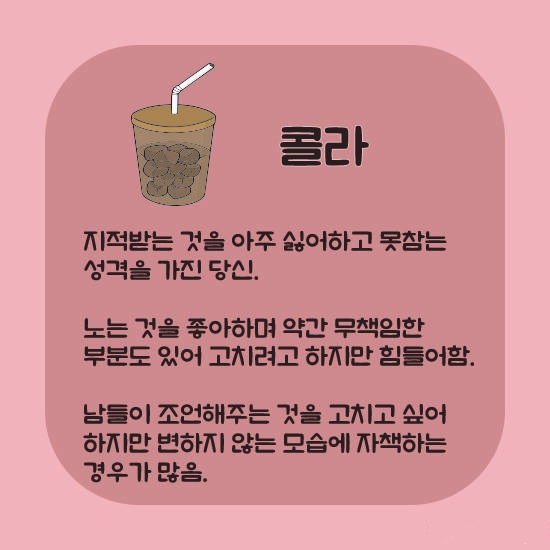 콜라
지적받는 것을 아주 싫어하고 못참는
성격을 가진 당신.
노는 것을 좋아하며 약간 무책임한
부분도 있어 고치려고 하지만 힘들어함.
남들이 조언해주는 것을 고치고 싶어
하지만 변하지 않는 모습에 자책하는
경우가 많음.